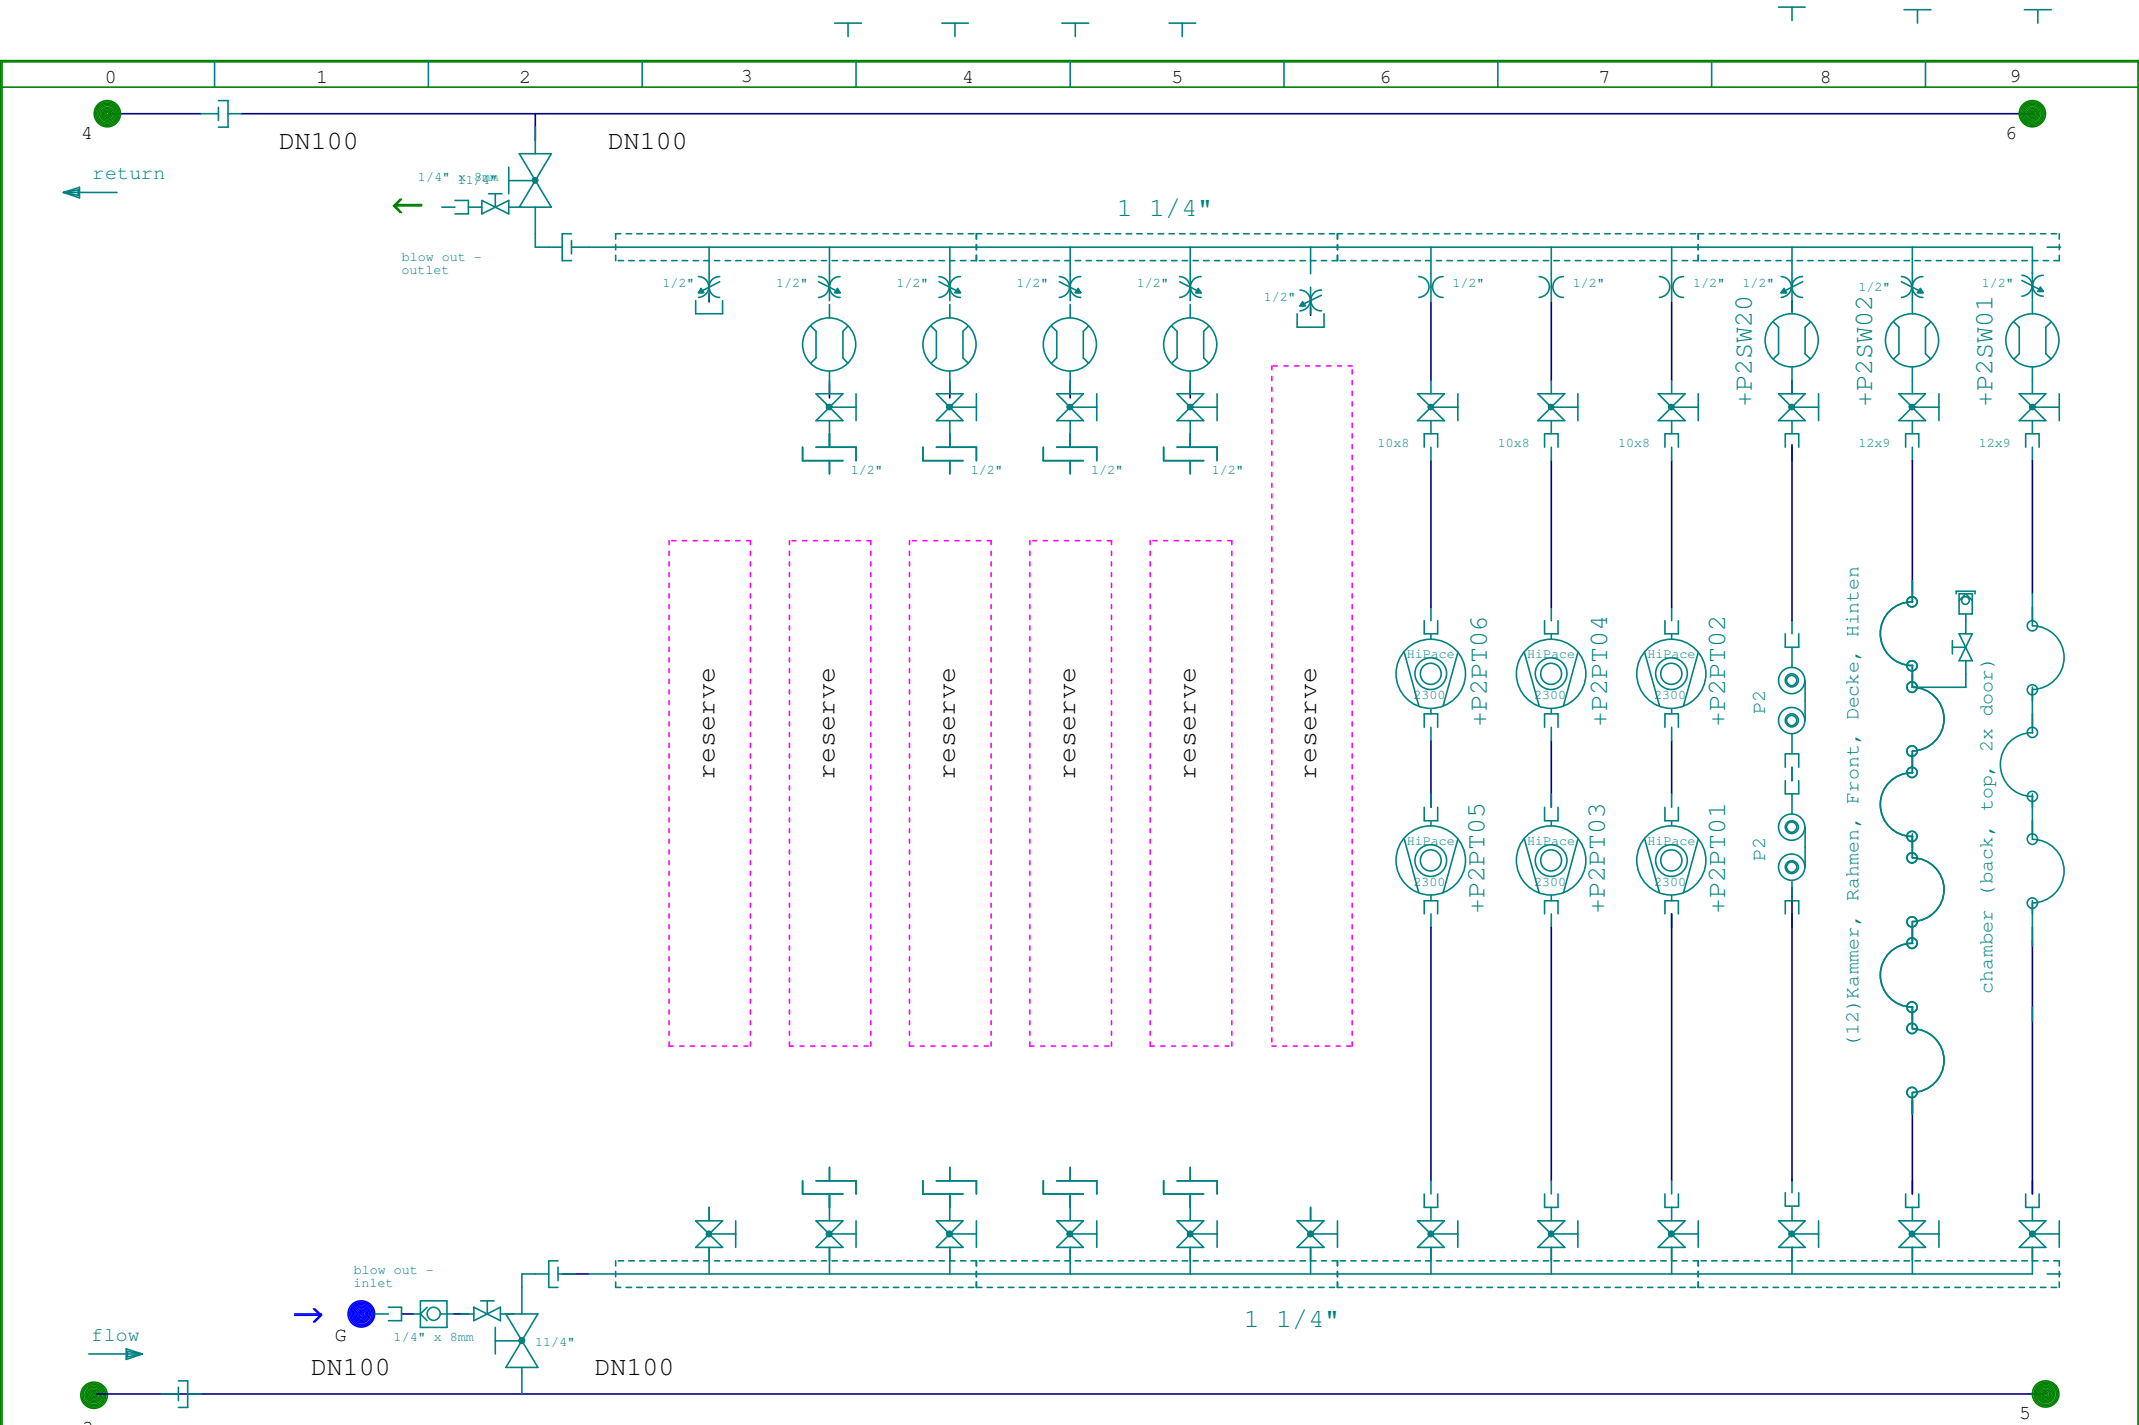 0 1 2 3 4 5 6 7 8 9
4
DN100
DN100
6
return
1/4" x 8mm
11/4"
1 1/4"
blow out -
outlet
1/2"
1/2"
1/2"
1/2"
1/2"
1/2"
1/2"
1/2"
1/2"
1/2"
1/2"
1/2"
+P2SW20
+P2SW02
+P2SW01
10x8
10x8
10x8
12x9
12x9
1/2"
1/2"
1/2"
1/2"
reserve
reserve
reserve
reserve
reserve
reserve
HiPace
2300
+P2PT06
HiPace
2300
+P2PT04
HiPace
2300
+P2PT02
P2
HiPace
2300
+P2PT05
HiPace
2300
+P2PT03
HiPace
2300
+P2PT01
P2
(12)Kammer, Rahmen, Front, Decke, Hinten
chamber (back, top, 2x door)
blow out -
inlet
G
1/4" x 8mm
11/4"
1 1/4"
flow
DN100
DN100
5